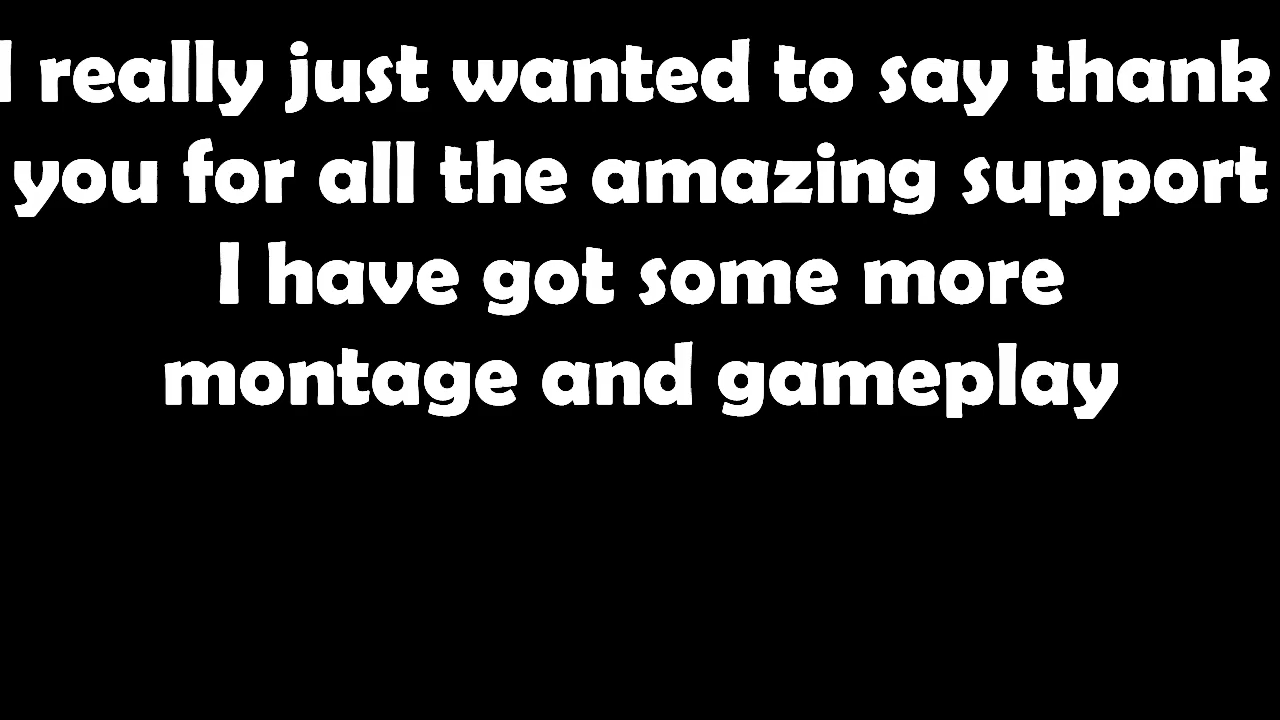 I really just wanted to say thank
you for all the amazing support
I have got some more
montage and gameplay